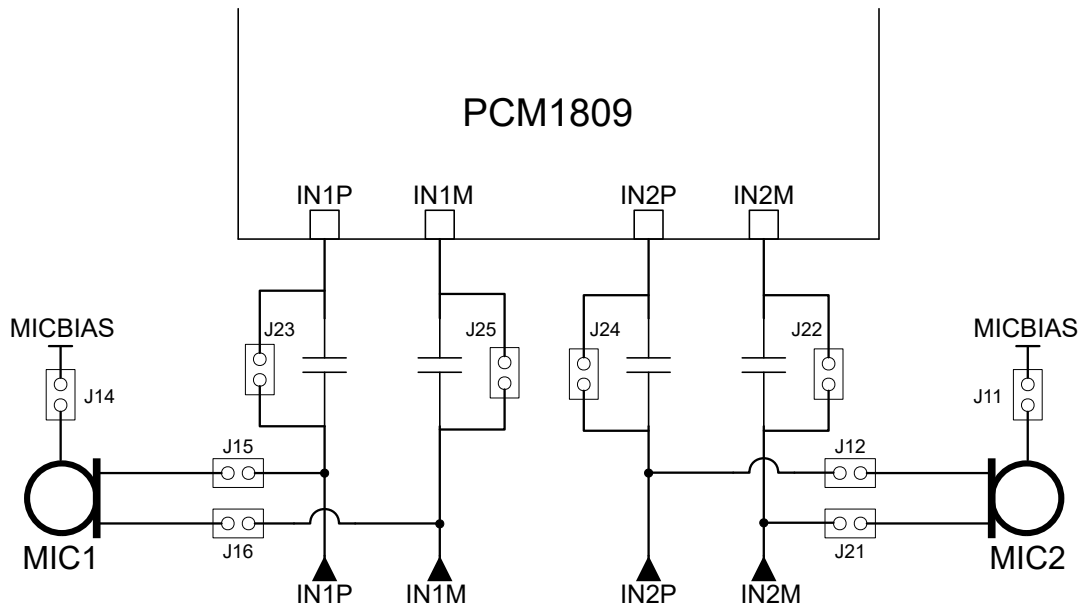 PCM1809
IN1P
IN1M
IN2P
IN2M
J23
J25
J24
J22
MICBIAS
MICBIAS
J14
J11
J15
J12
J16
J21
MIC1
MIC2
IN1P
IN1M
IN2P
IN2M